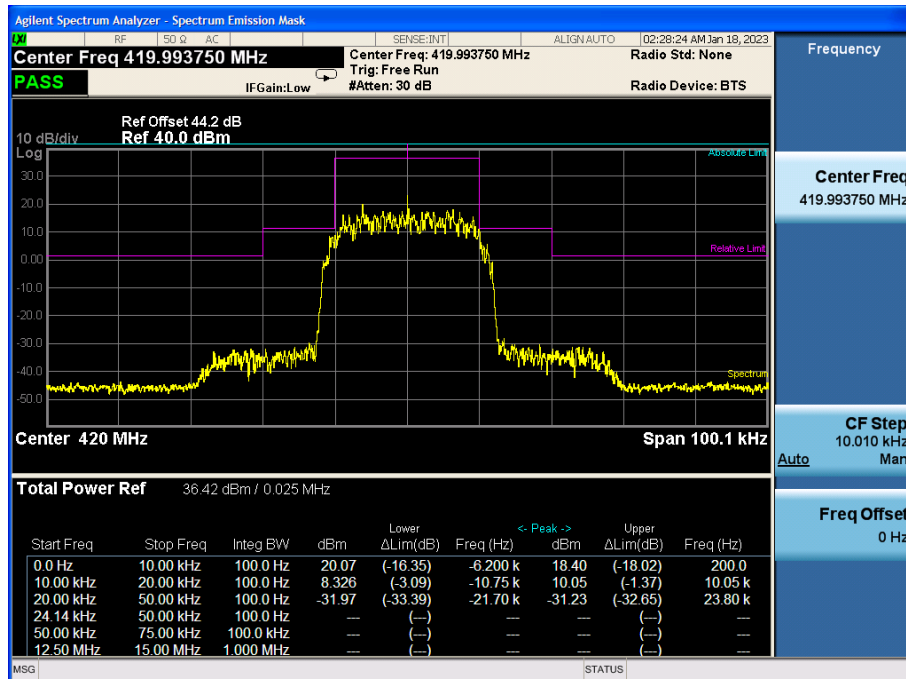 Agilent Spectrum Analyzer - Spectrum Emission Mask
LXI RF 50 Ω AC SENSE:INT ALIGN AUTO 02:28:24 AM Jan 18, 2023
Center Freq 419.993750 MHz
Center Freq: 419.993750 MHz Radio Std: None
Trig: Free Run
PASS IFGain:Low #Atten: 30 dB Radio Device: BTS
Ref Offset 44.2 dB
10 dB/div Ref 40.0 dBm
Log
Absolute Limit
30.0
20.0
10.0
Relative Limit
0.00
-10.0
-20.0
-30.0
-40.0
Spectrum
-50.0
Center 420 MHz Span 100.1 kHz
Total Power Ref 36.42 dBm / 0.025 MHz
Lower <- Peak -> Upper
Start Freq Stop Freq Integ BW dBm ΔLim(dB) Freq (Hz) dBm ΔLim(dB) Freq (Hz)
0.0 Hz 10.00 kHz 100.0 Hz 20.07 (-16.35) -6.200 k 18.40 (-18.02) 200.0
10.00 kHz 20.00 kHz 100.0 Hz 8.326 (-3.09) -10.75 k 10.05 (-1.37) 10.05 k
20.00 kHz 50.00 kHz 100.0 Hz -31.97 (-33.39) -21.70 k -31.23 (-32.65) 23.80 k
24.14 kHz 50.00 kHz 100.0 Hz --- (---) --- --- (---) ---
50.00 kHz 75.00 kHz 100.0 kHz --- (---) --- --- (---) ---
12.50 MHz 15.00 MHz 1.000 MHz --- (---) --- --- (---) ---
MSG STATUS
Frequency
Center Freq
419.993750 MHz
CF Step
10.010 kHz
Auto Man
Freq Offset
0 Hz